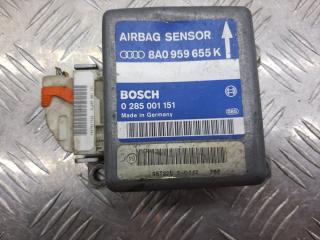 AIRBAG SENSOR
8A0 959 655 K
BOSCH
0 285 001 151
Made in Germany